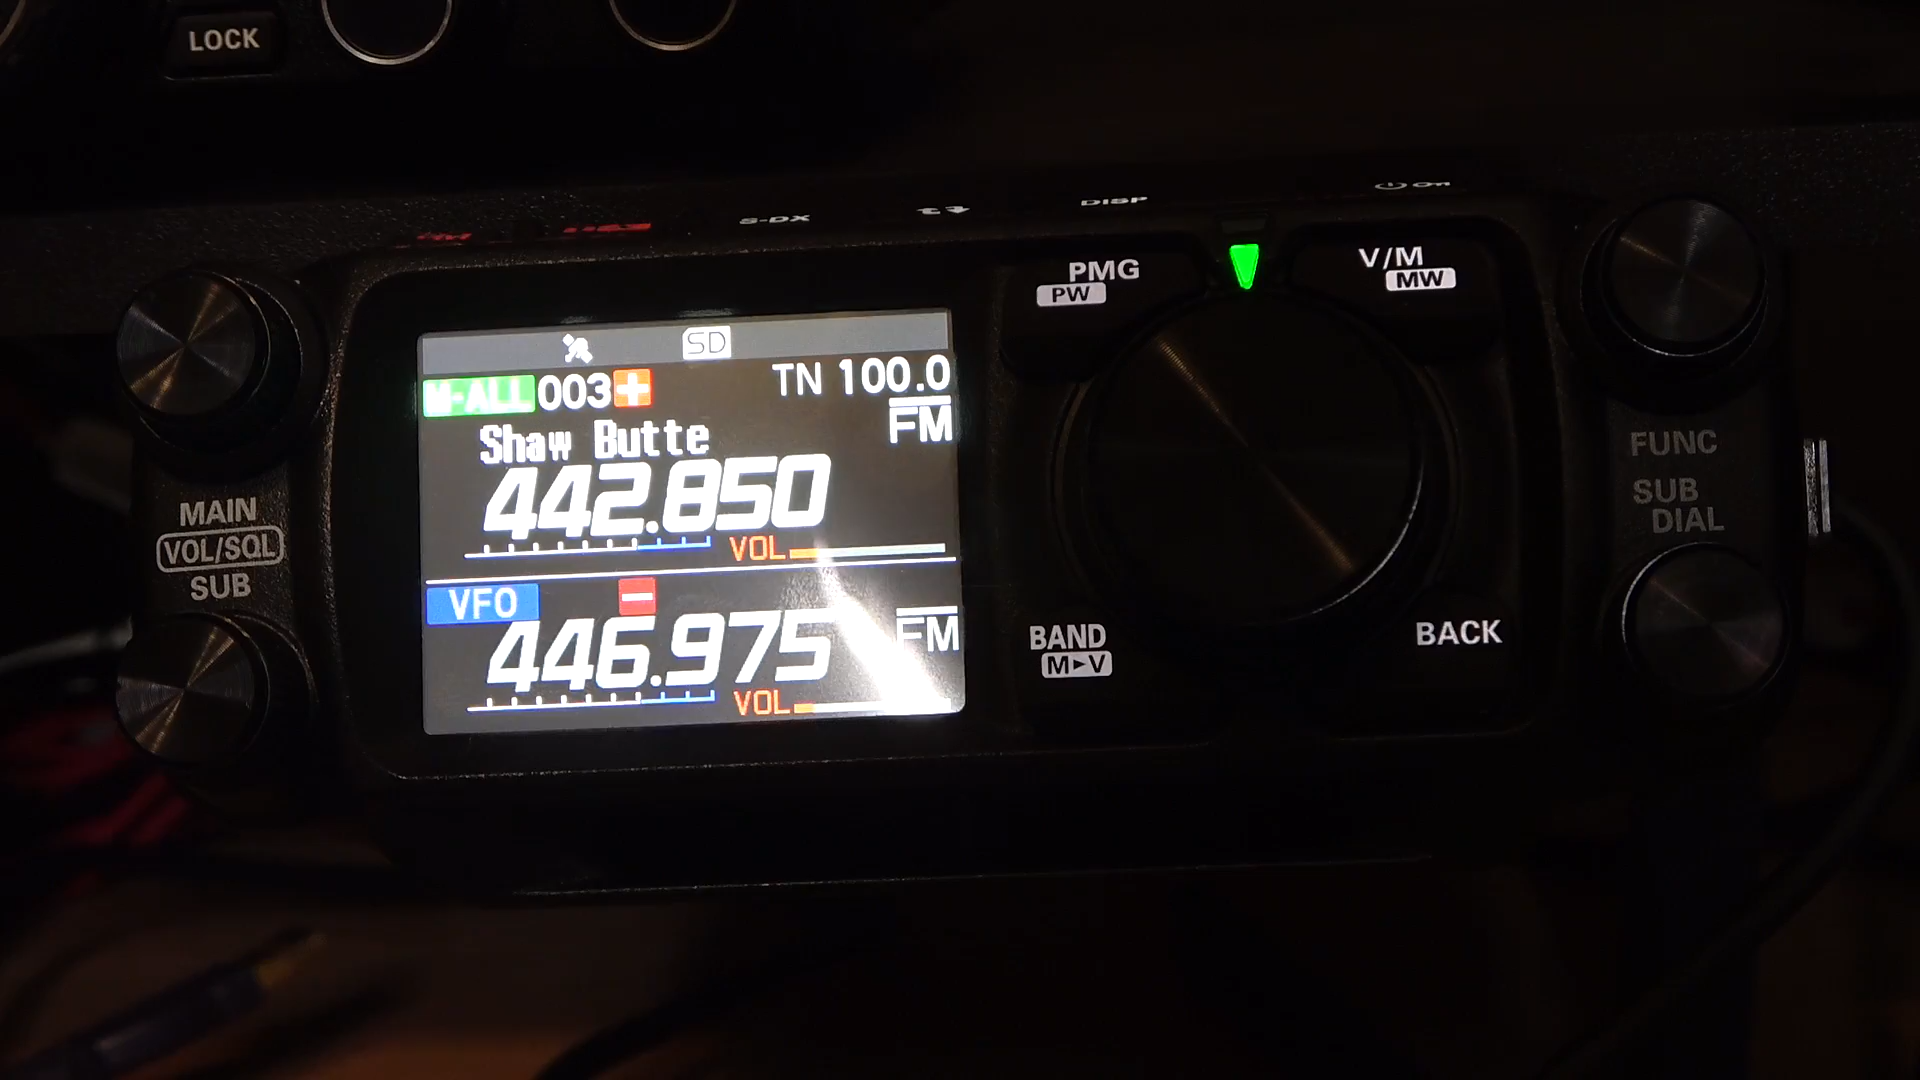 LOCK
S-DX
DISP
On
PMG
PW
V/M
MW
SD
M-ALL 003 + TN 100.0
FM
Shaw Butte
442.850
VOL
VFO −
446.975 FM
VOL
MAIN
VOL/SQL
SUB
FUNC
SUB
DIAL
BAND
M►V
BACK